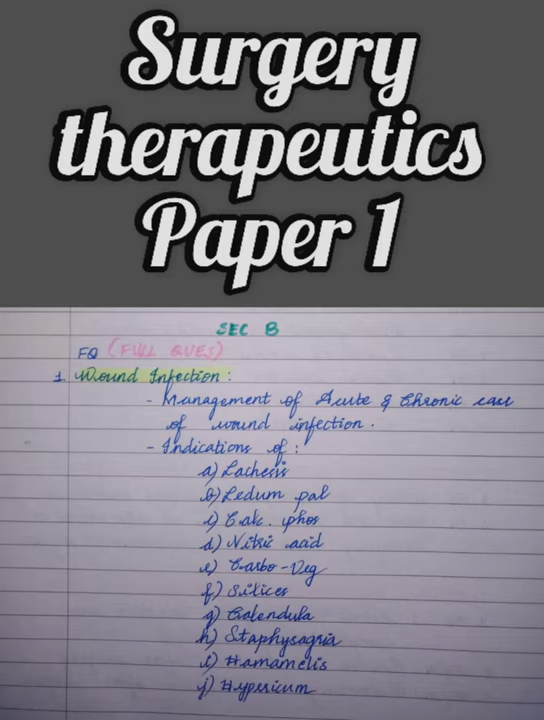 Surgery
therapeutics
Paper 1
SEC B
FQ (FULL QUES)
1. Wound Infection :
- Management of Acute & Chronic case
of wound infection.
- Indications of :
a) Lachesis
b) Ledum pal
c) Calc. phos
d) Nitric acid
e) Carbo-Veg
f) Silicea
g) Calendula
h) Staphysagria
i) Hamamelis
j) Hypericum